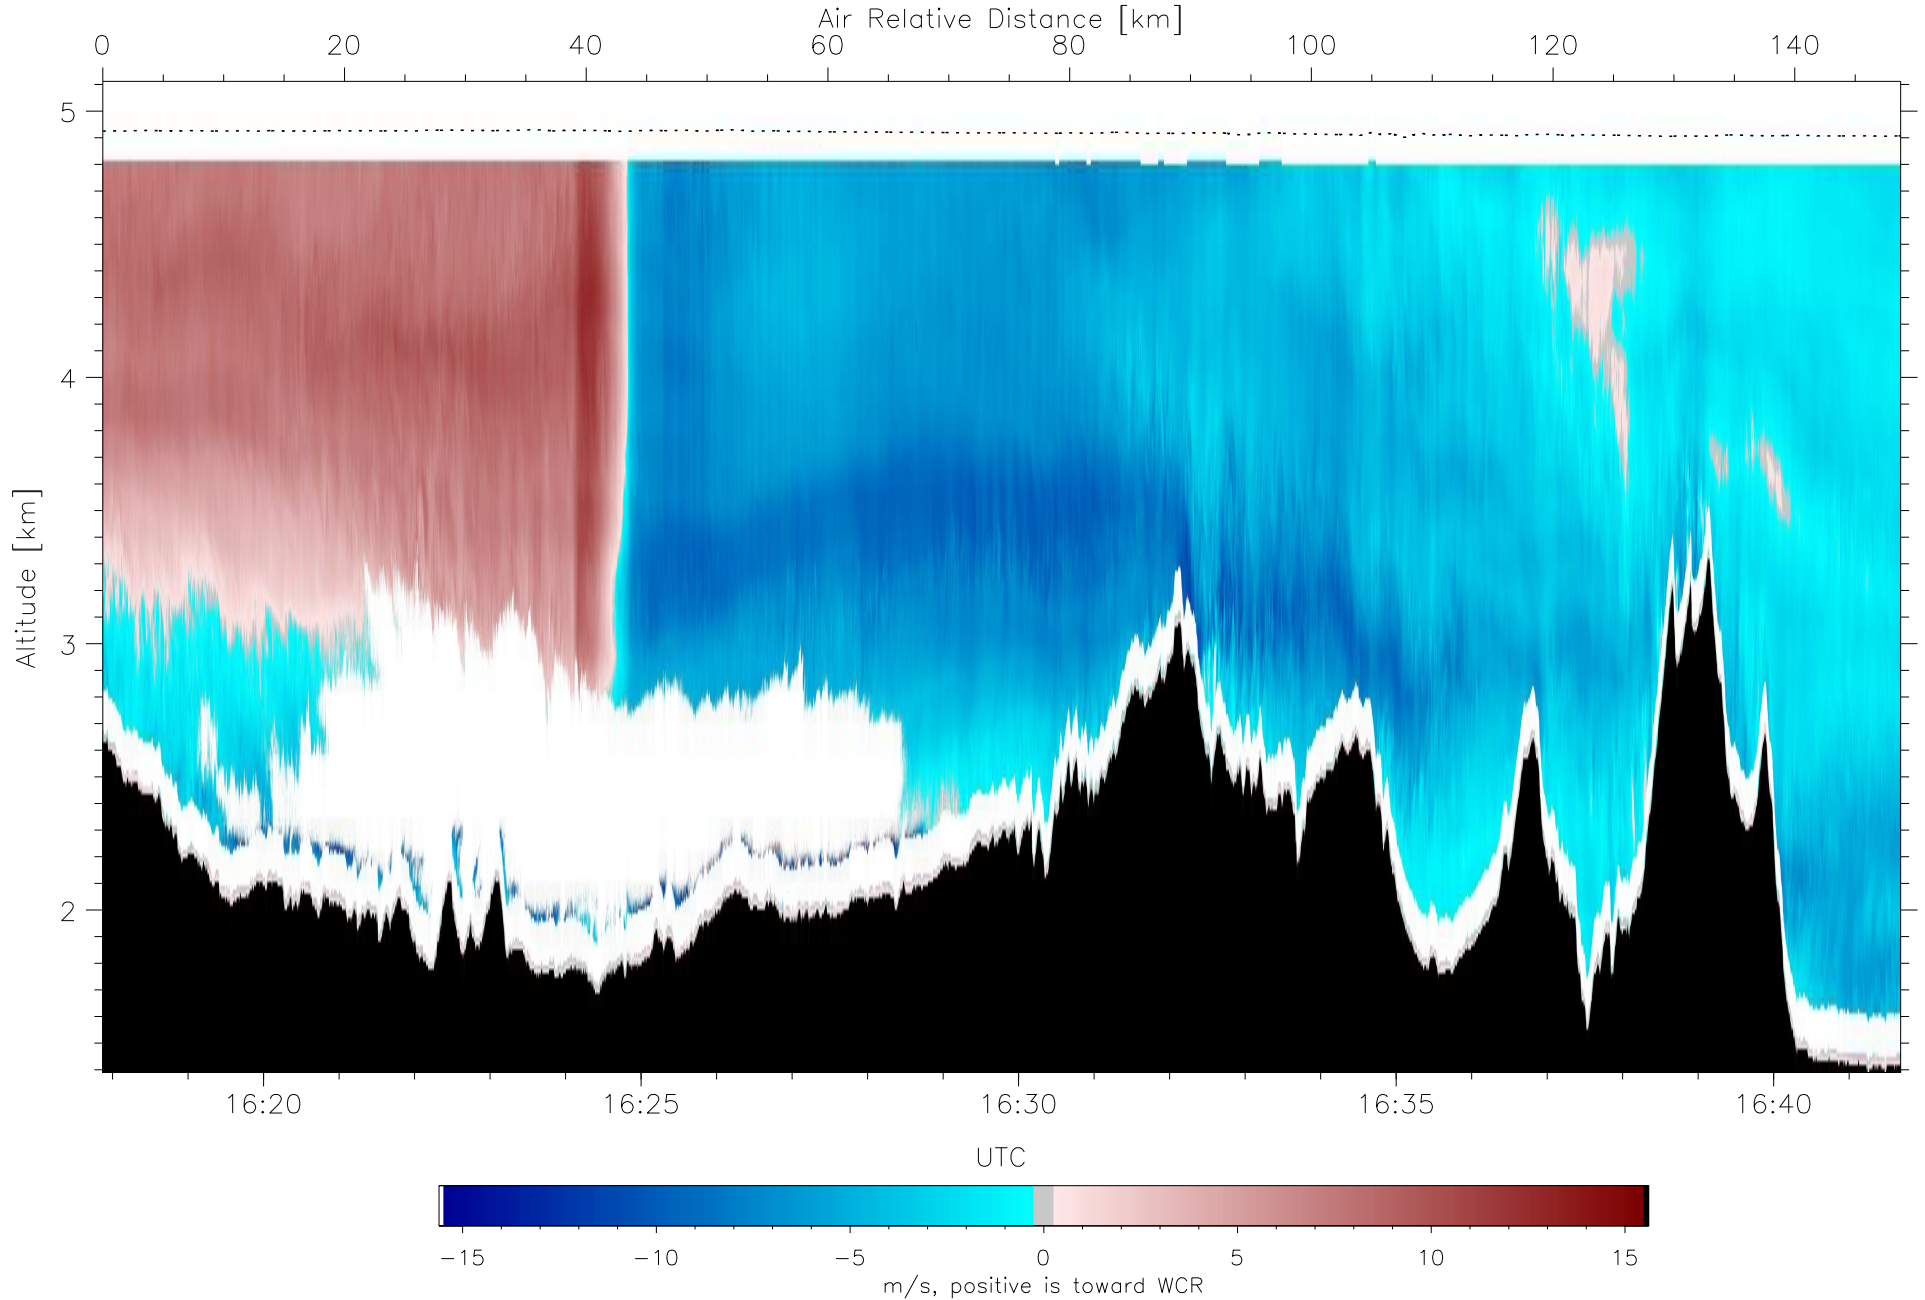 Air Relative Distance [km]
0 20 40 60 80 100 120 140
5
4
3
2
Altitude [km]
16:20 16:25 16:30 16:35 16:40
UTC
−15 −10 −5 0 5 10 15
m/s, positive is toward WCR